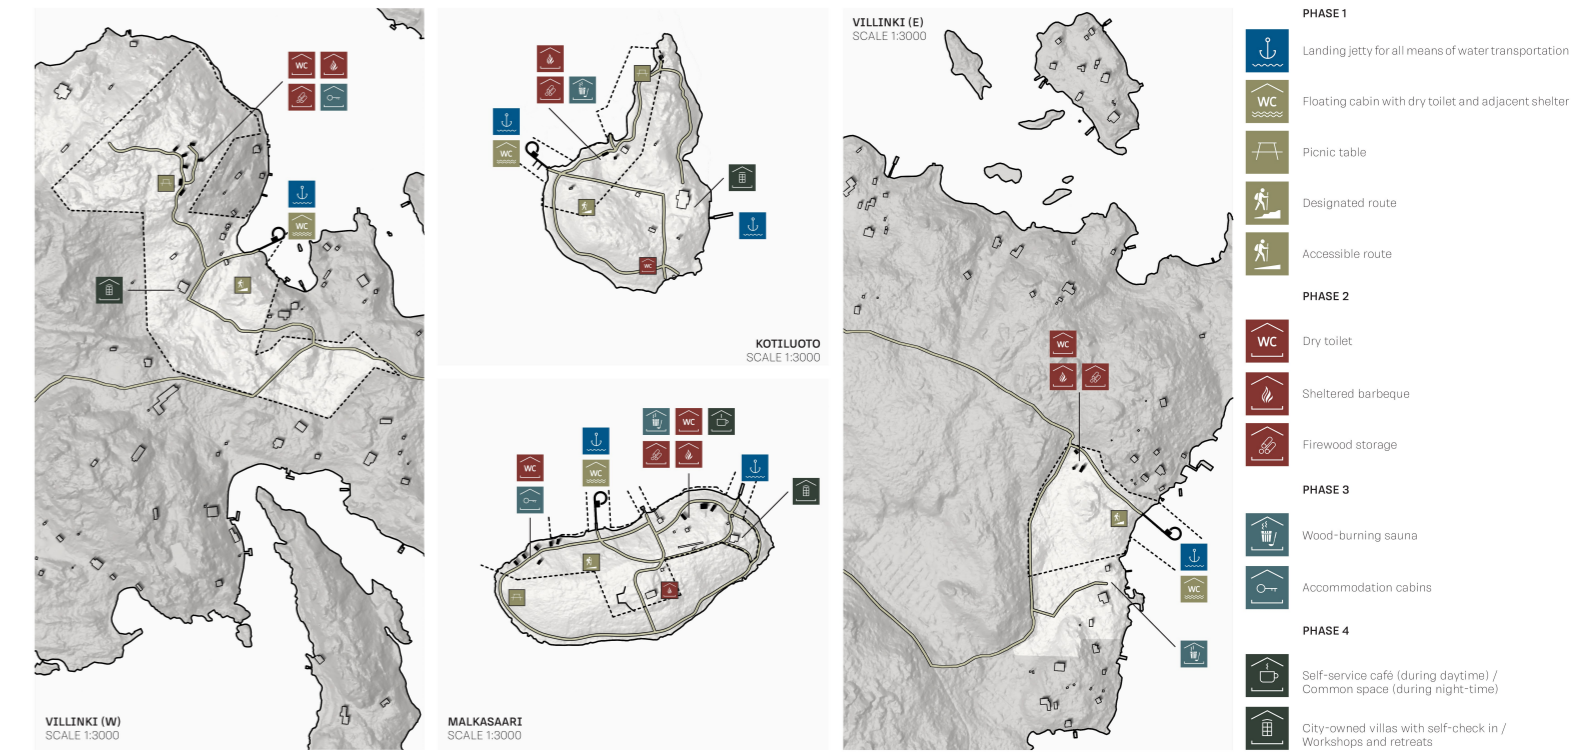 WC
WC
VILLINKI (W)
SCALE 1:3000
WC
WC
KOTILUOTO
SCALE 1:3000
WC
WC
WC
MALKASAARI
SCALE 1:3000
VILLINKI (E)
SCALE 1:3000
WC
WC
PHASE 1
Landing jetty for all means of water transportation
WC
Floating cabin with dry toilet and adjacent shelter
Picnic table
Designated route
Accessible route
PHASE 2
WC
Dry toilet
Sheltered barbeque
Firewood storage
PHASE 3
Wood-burning sauna
Accommodation cabins
PHASE 4
Self-service café (during daytime) /
Common space (during night-time)
City-owned villas with self-check in /
Workshops and retreats